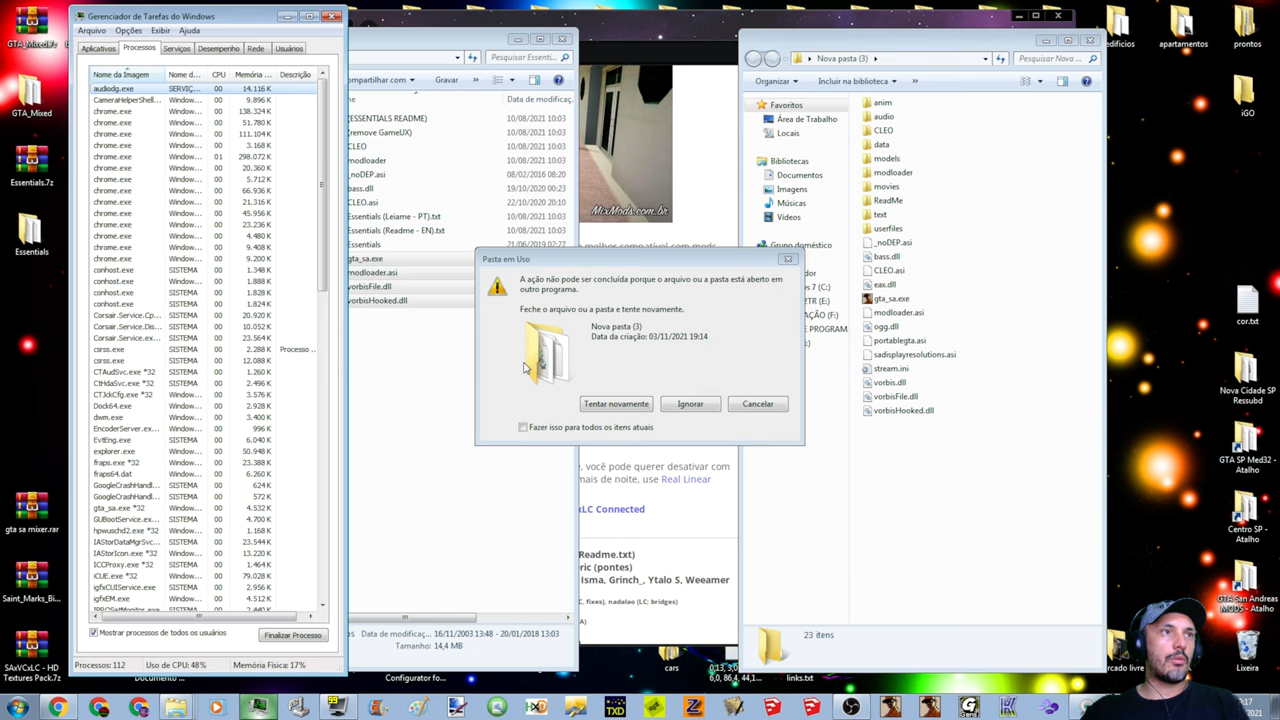 GTA_Mixed.7z
GTA_Mixed
Essentials.7z
Essentials
gta sa mixer.rar
Saint_Marks_Bi...
SAxVCxLC - HD
Textures Pack.7z
Gerenciador de Tarefas do Windows
Arquivo Opções Exibir Ajuda
Aplicativos Processos Serviços Desempenho Rede Usuários
Nome da Imagem Nome d... CPU Memória ... Descrição
audiodg.exe SERVIÇ... 00 14.116 K
CameraHelperShell... Window... 00 9.896 K
chrome.exe Window... 00 138.324 K
chrome.exe Window... 00 51.780 K
chrome.exe Window... 00 111.104 K
chrome.exe Window... 00 3.168 K
chrome.exe Window... 01 298.072 K
chrome.exe Window... 00 20.360 K
chrome.exe Window... 00 5.732 K
chrome.exe Window... 00 66.936 K
chrome.exe Window... 00 21.316 K
chrome.exe Window... 00 45.956 K
chrome.exe Window... 00 23.236 K
chrome.exe Window... 00 4.480 K
chrome.exe Window... 00 9.408 K
chrome.exe Window... 00 9.200 K
conhost.exe SISTEMA 00 1.348 K
conhost.exe SISTEMA 00 1.888 K
conhost.exe SISTEMA 00 1.828 K
conhost.exe SISTEMA 00 1.824 K
Corsair.Service.Cp... SISTEMA 00 20.920 K
Corsair.Service.Dis... SISTEMA 00 10.052 K
Corsair.Service.ex... SISTEMA 00 23.564 K
csrss.exe SISTEMA 00 2.288 K Processo ...
csrss.exe SISTEMA 00 12.088 K
CTAudSvc.exe *32 SISTEMA 00 1.260 K
CtHdaSvc.exe *32 SISTEMA 00 2.496 K
CTJckCfg.exe *32 Window... 00 3.576 K
Dock64.exe Window... 00 2.928 K
dwm.exe Window... 00 3.400 K
EncoderServer.ex... Window... 00 260 K
EvtEng.exe SISTEMA 00 6.040 K
explorer.exe Window... 00 50.948 K
fraps.exe *32 Window... 00 23.388 K
fraps64.dat Window... 00 6.260 K
GoogleCrashHandl... SISTEMA 00 624 K
GoogleCrashHandl... SISTEMA 00 572 K
gta_sa.exe *32 Window... 00 4.532 K
GUBootService.ex... SISTEMA 00 4.700 K
hpwuschd2.exe *32 Window... 00 1.168 K
IAStorDataMgrSvc... SISTEMA 00 23.544 K
IAStorIcon.exe *32 Window... 00 13.220 K
ICCProxy.exe *32 SISTEMA 00 1.464 K
iCUE.exe *32 Window... 00 79.028 K
igfxCUIService.exe SISTEMA 00 2.956 K
igfxEM.exe Window... 00 4.512 K
IPROSetMonitor.exe SISTEMA 00 2.440 K
Mostrar processos de todos os usuários
Finalizar Processo
Processos: 112 Uso de CPU: 48% Memória Física: 17%
Pesquisar Essenti...
ompartilhar com Gravar »
Data de modificaç...
(ESSENTIALS README) 10/08/2021 10:03
(remove GameUX) 10/08/2021 10:03
CLEO 10/08/2021 10:03
modloader 10/08/2021 10:03
_noDEP.asi 08/02/2016 08:20
bass.dll 19/10/2020 00:23
CLEO.asi 22/10/2020 20:10
Essentials (Leiame - PT).txt 10/08/2021 10:03
Essentials (Readme - EN).txt 10/08/2021 10:03
Essentials 21/06/2019 02:27
gta_sa.exe
modloader.asi
vorbisFile.dll
vorbisHooked.dll
Data de modificaç... 16/11/2003 13:48 - 20/01/2018 13:03
Tamanho: 14,4 MB
MixMods.com.br
melhor compatível com mods
, você pode querer desativar com
mais de noite, use Real Linear
xLC Connected
Readme.txt)
ric (pontes)
Isma, Grinch_, Ytalo S, Weeamer
C, fixes), nadalao (LC; bridges)
Pasta em Uso
A ação não pode ser concluída porque o arquivo ou a pasta está aberto em
outro programa.
Feche o arquivo ou a pasta e tente novamente.
Nova pasta (3)
Data da criação: 03/11/2021 19:14
Tentar novamente Ignorar Cancelar
Fazer isso para todos os itens atuais
Nova pasta (3)
Pesquisar Nova ...
Organizar Incluir na biblioteca »
Favoritos
Área de Trabalho
Locais
Bibliotecas
Documentos
Imagens
Músicas
Vídeos
Grupo doméstico
anim
audio
CLEO
data
models
modloader
movies
ReadMe
text
userfiles
_noDEP.asi
bass.dll
CLEO.asi
eax.dll
gta_sa.exe
modloader.asi
ogg.dll
portablegta.asi
sadisplayresolutions.asi
stream.ini
vorbis.dll
vorbisFile.dll
vorbisHooked.dll
23 itens
edifícios
apartamentos
prontos
iGO
cor.txt
Nova Cidade SP
Ressubd
GTA SP Med32 -
Atalho
Centro SP -
Atalho
GTA San Andreas
MODS - Atalho
Lixeira
Documento ...
Configurator fo...
cars
links.txt
TXD